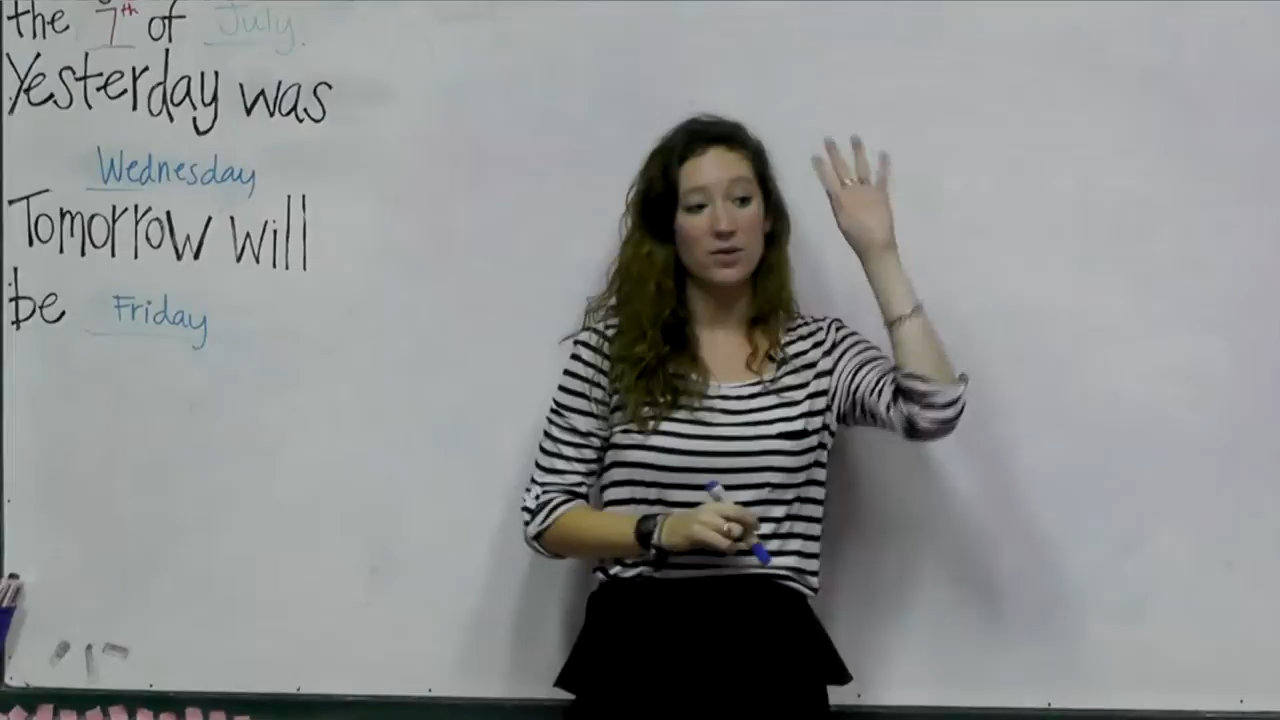 the 7th of July.
Yesterday was
Wednesday
Tomorrow will
be Friday